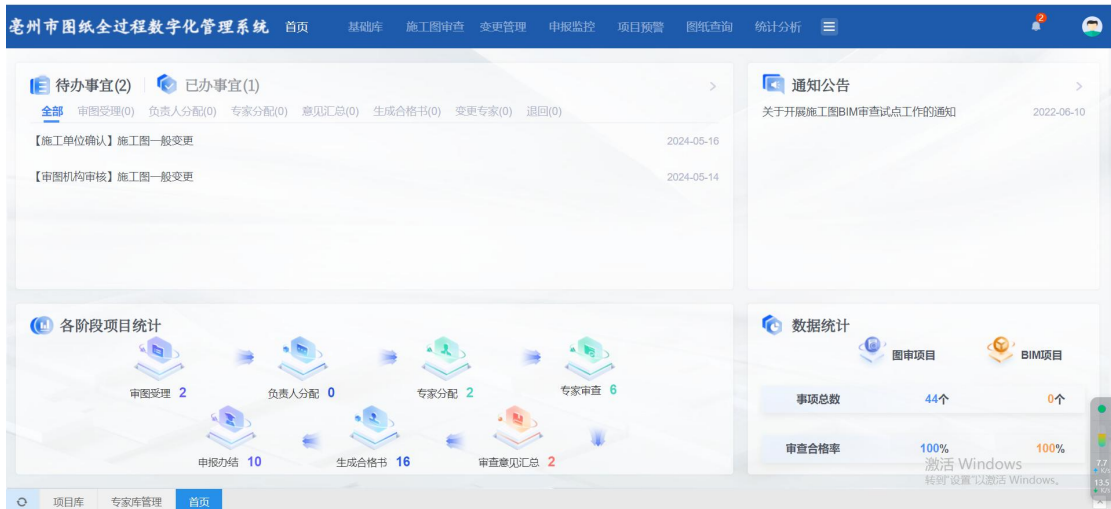 亳州市图纸全过程数字化管理系统 首页 基础库 施工图审查 变更管理 申报监控 项目预警 图纸查询 统计分析 2
待办事宜(2) 已办事宜(1)
全部 审图受理(0) 负责人分配(0) 专家分配(0) 意见汇总(0) 生成合格书(0) 变更专家(0) 退回(0)
【施工单位确认】施工图一般变更 2024-05-16
【审图机构审核】施工图一般变更 2024-05-14
通知公告
关于开展施工图BIM审查试点工作的通知 2022-06-10
各阶段项目统计
审图受理 2 负责人分配 0 专家分配 2 专家审查 6
申报办结 10 生成合格书 16 审查意见汇总 2
数据统计
图审项目 BIM项目
事项总数 44个 0个
审查合格率 100% 100%
激活 Windows
转到"设置"以激活 Windows。
7.7
K/s
13.5
K/s
项目库 专家库管理 首页